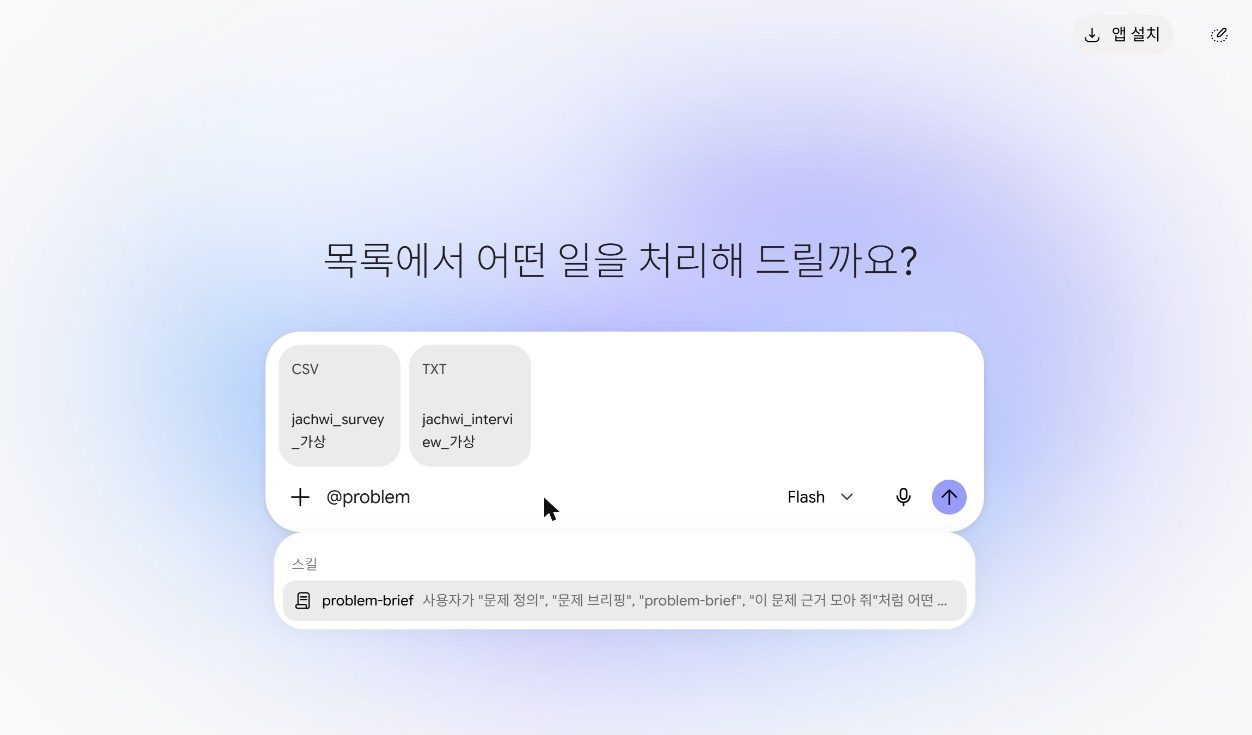 앱 설치
목록에서 어떤 일을 처리해 드릴까요?
CSV
jachwi_survey
_가상
TXT
jachwi_intervi
ew_가상
@problem
Flash
스킬
problem-brief 사용자가 "문제 정의", "문제 브리핑", "problem-brief", "이 문제 근거 모아 줘"처럼 어떤 ...